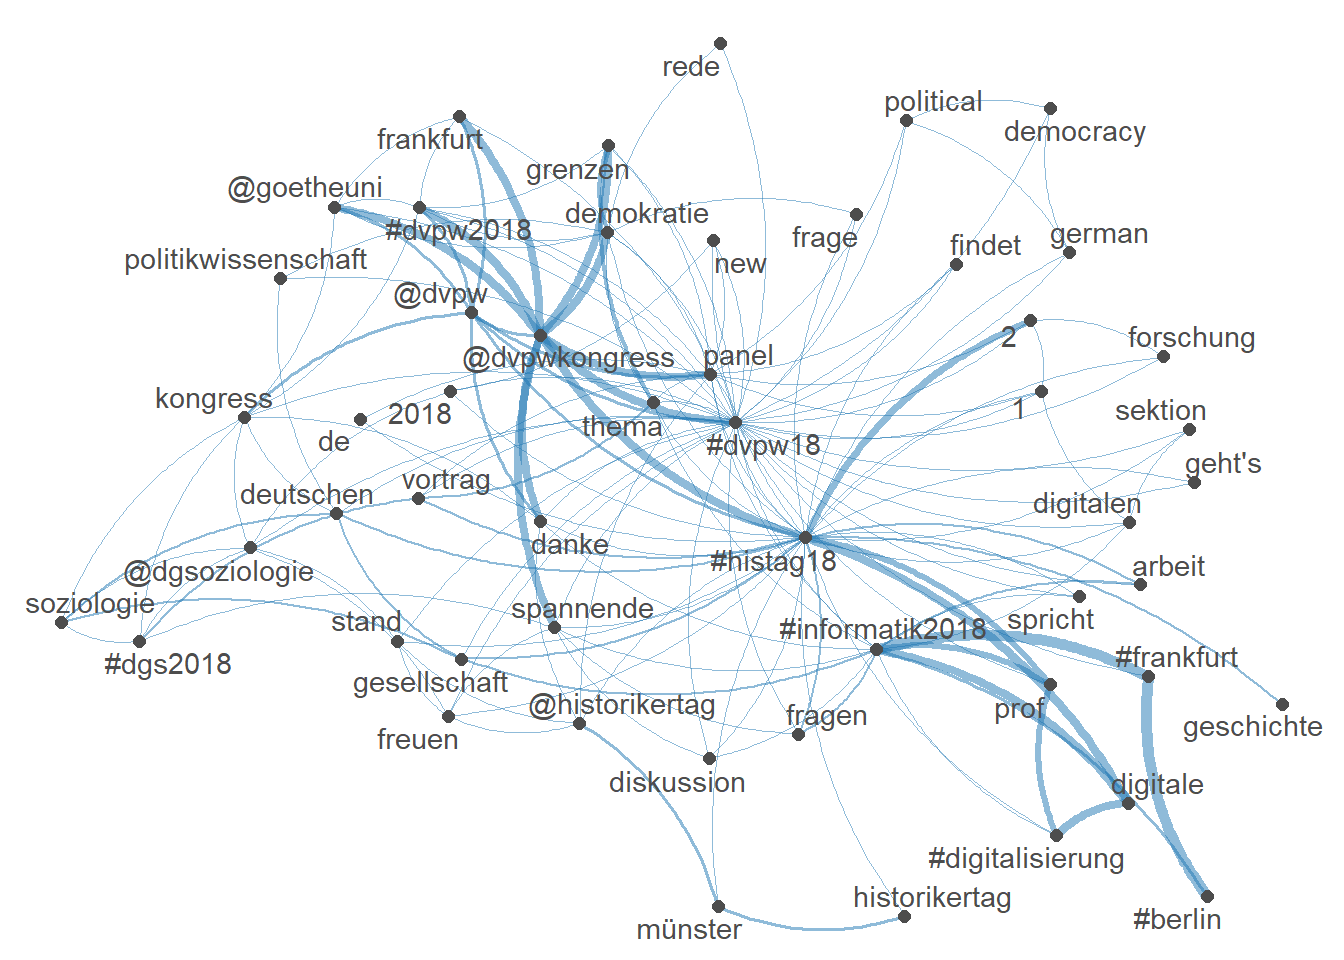 rede
political
democracy
frankfurt
grenzen
@goetheuni
demokratie
#dvpw2018
frage
findet
german
politikwissenschaft
new
@dvpw
2
forschung
@dvpwkongress
panel
kongress
2018
de
thema
#dvpw18
1
sektion
geht's
deutschen
vortrag
digitalen
danke
#histag18
@dgsoziologie
arbeit
soziologie
stand
spannende
#informatik2018
spricht
#dgs2018
#frankfurt
gesellschaft
@historikertag
fragen
prof
geschichte
freuen
diskussion
digitale
#digitalisierung
historikertag
münster
#berlin